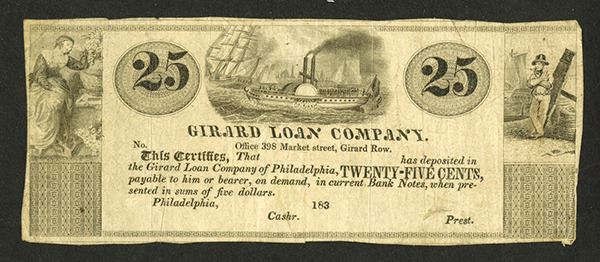 25
25
GIRARD LOAN COMPANY.
No. Office 398 Market street, Girard Row.
This Certifies, That has deposited in
the Girard Loan Company of Philadelphia, TWENTY-FIVE CENTS,
payable to him or bearer, on demand, in current Bank Notes, when pre-
sented in sums of five dollars.
Philadelphia, 183
Cashr. Prest.